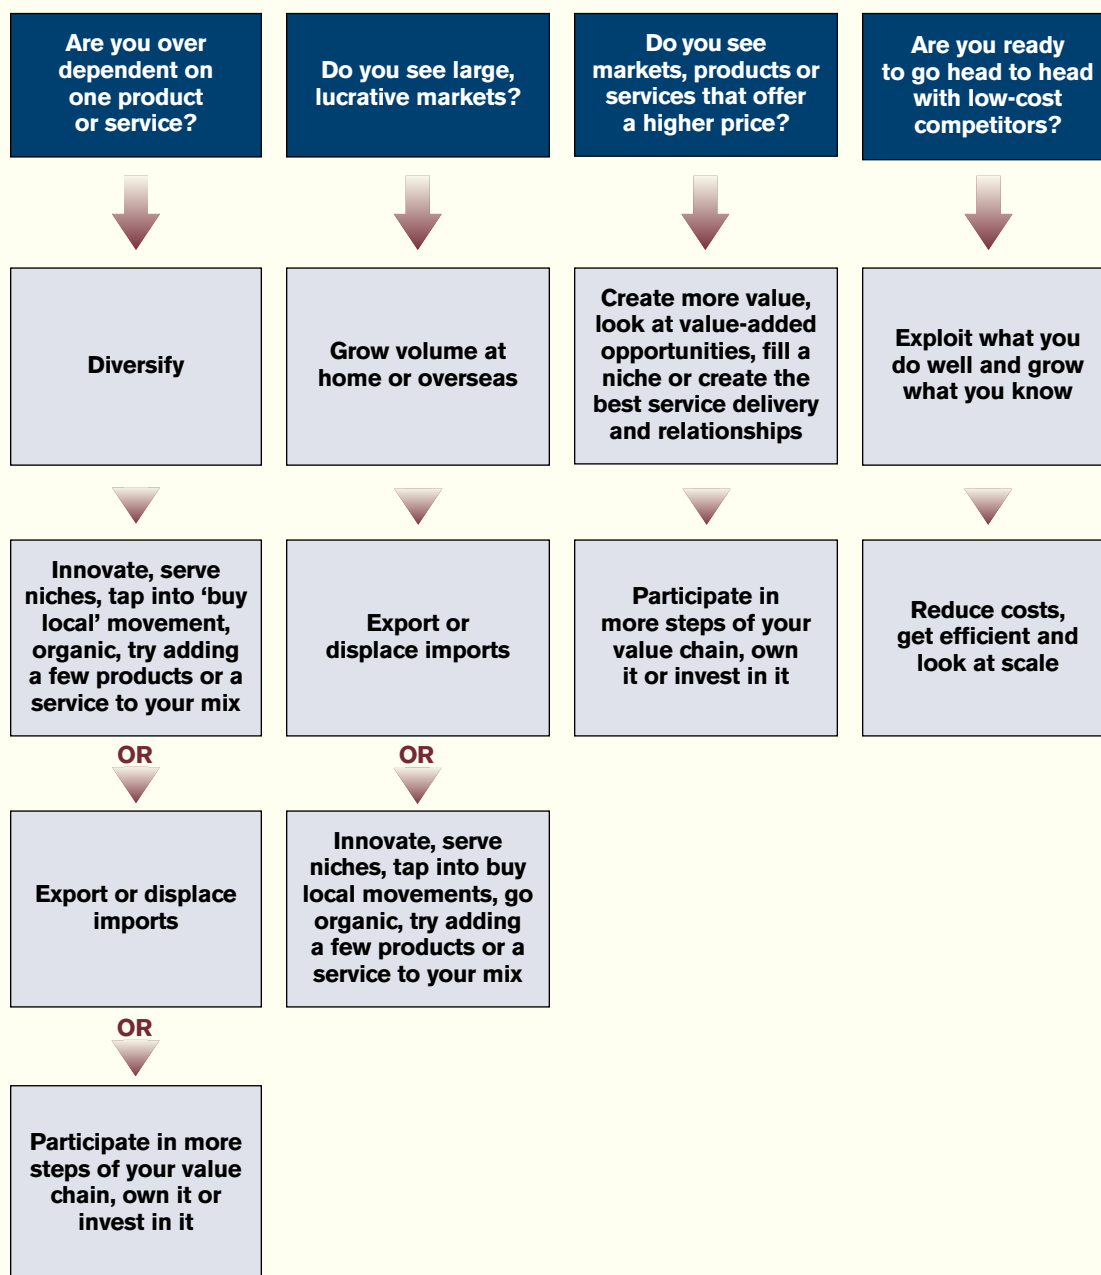 Are you over
dependent on
one product
or service?
Do you see large,
lucrative markets?
Do you see
markets, products or
services that offer
a higher price?
Are you ready
to go head to head
with low-cost
competitors?
Diversify
Grow volume at
home or overseas
Create more value,
look at value-added
opportunities, fill a
niche or create the
best service delivery
and relationships
Exploit what you
do well and grow
what you know
Innovate, serve
niches, tap into ‘buy
local’ movement,
organic, try adding
a few products or a
service to your mix
Export or
displace imports
Participate in
more steps of your
value chain, own
it or invest in it
Reduce costs,
get efficient and
look at scale
OR
OR
Export or displace
imports
Innovate, serve
niches, tap into buy
local movements, go
organic, try adding
a few products or a
service to your mix
OR
Participate in more
steps of your value
chain, own it or
invest in it